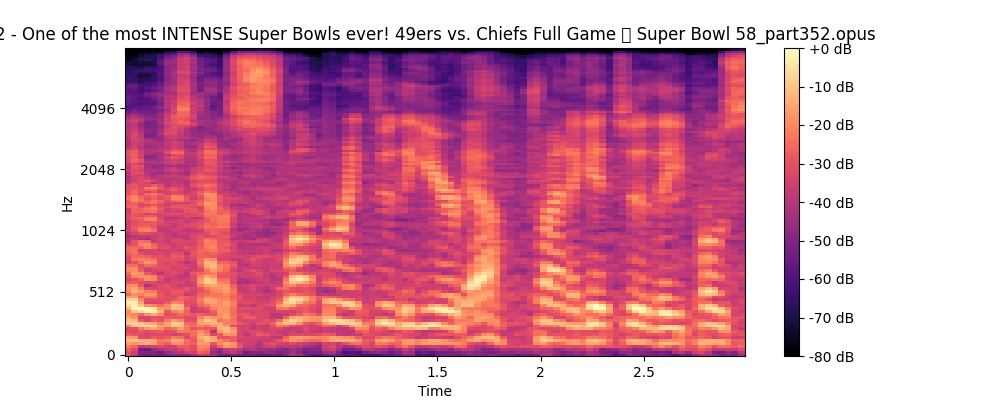 2 - One of the most INTENSE Super Bowls ever! 49ers vs. Chiefs Full Game Super Bowl 58_part352.opus
Hz
4096
2048
1024
512
0
0
0.5
1
1.5
2
2.5
Time
+0 dB
-10 dB
-20 dB
-30 dB
-40 dB
-50 dB
-60 dB
-70 dB
-80 dB